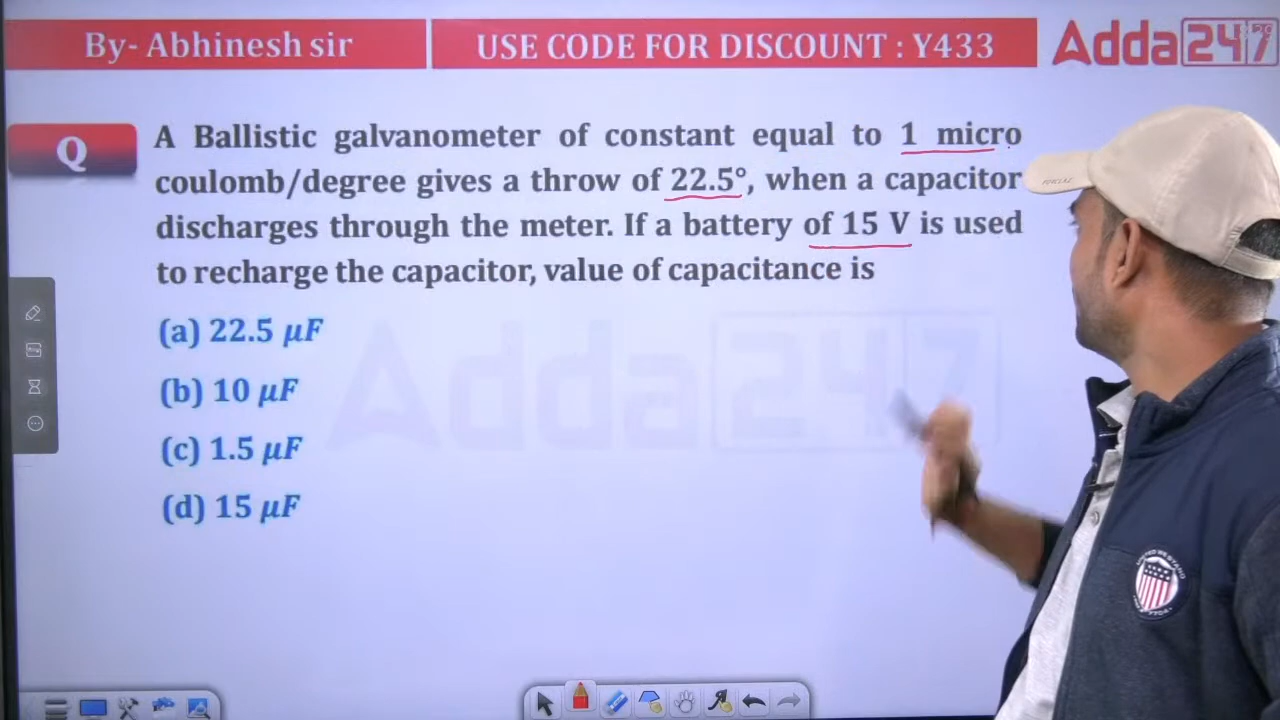 By- Abhinesh sir
USE CODE FOR DISCOUNT : Y433
Adda247
Q
A Ballistic galvanometer of constant equal to 1 micro
coulomb/degree gives a throw of 22.5°, when a capacitor
discharges through the meter. If a battery of 15 V is used
to recharge the capacitor, value of capacitance is
(a) 22.5 μF
(b) 10 μF
(c) 1.5 μF
(d) 15 μF
Adda247